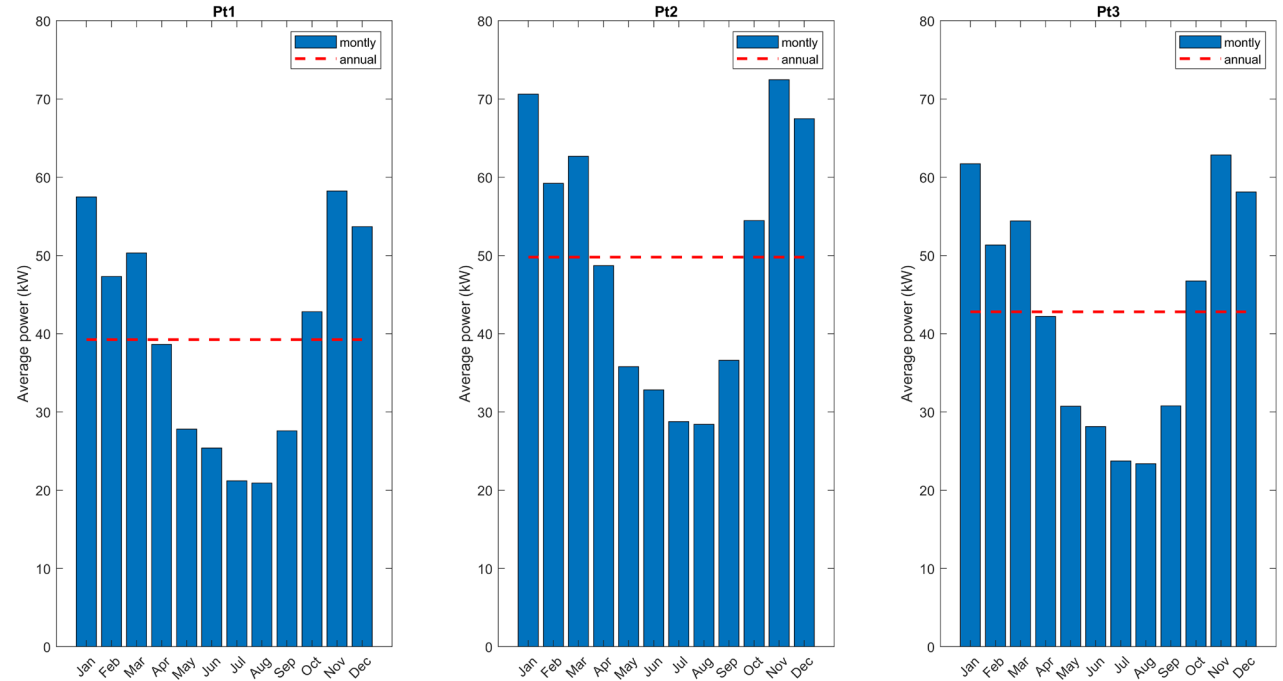 Pt1
80
70
60
50
40
30
20
10
0
Average power (kW)
montly
annual
Jan
Feb
Mar
Apr
May
Jun
Jul
Aug
Sep
Oct
Nov
Dec
Pt2
80
70
60
50
40
30
20
10
0
Average power (kW)
montly
annual
Jan
Feb
Mar
Apr
May
Jun
Jul
Aug
Sep
Oct
Nov
Dec
Pt3
80
70
60
50
40
30
20
10
0
Average power (kW)
montly
annual
Jan
Feb
Mar
Apr
May
Jun
Jul
Aug
Sep
Oct
Nov
Dec